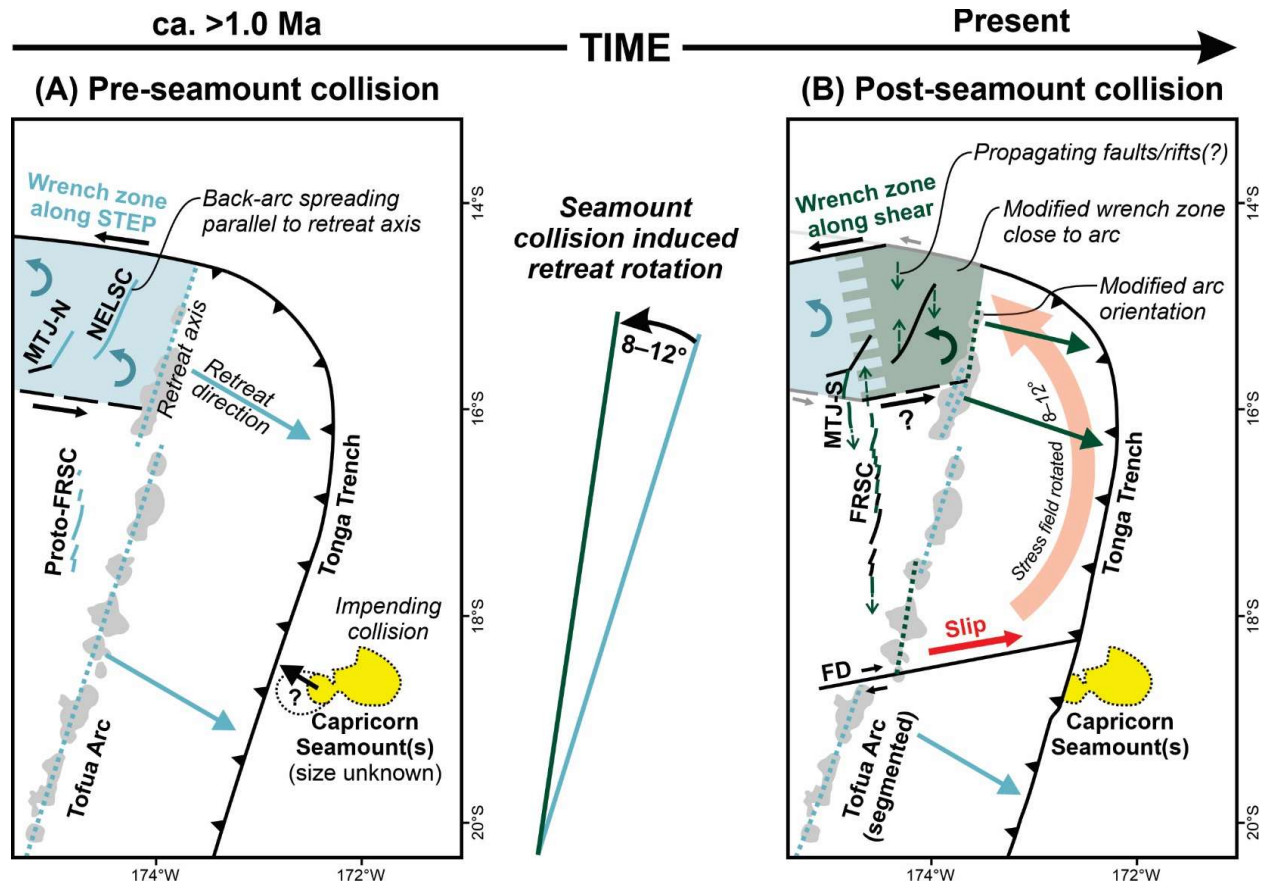 ca. >1.0 Ma
TIME
Present
(A) Pre-seamount collision
Wrench zone
along STEP
Back-arc spreading
parallel to retreat axis
MTJ-N
NELSC
Retreat axis
Retreat
direction
Proto-FRSC
Tonga Trench
Impending
collision
?
Capricorn
Seamount(s)
(size unknown)
Tofua Arc
14°S
16°S
18°S
20°S
174°W
172°W
Seamount
collision induced
retreat rotation
8–12°
(B) Post-seamount collision
Propagating faults/rifts(?)
Wrench zone
along shear
Modified wrench zone
close to arc
Modified arc
orientation
MTJ-S
?
FRSC
8–12°
Stress field rotated
Tonga Trench
Slip
FD
Capricorn
Seamount(s)
Tofua Arc
(segmented)
14°S
16°S
18°S
20°S
174°W
172°W